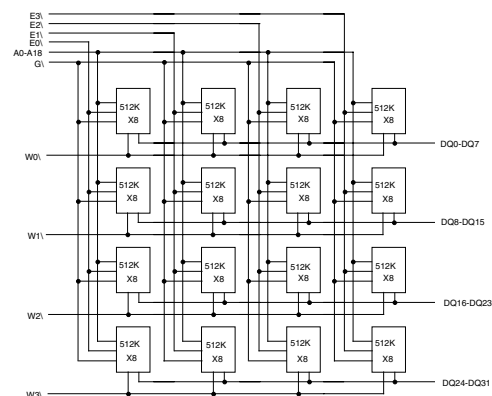 E3\
E2\
E1\
E0\
A0-A18
G\
512K
X8
512K
X8
512K
X8
512K
X8
DQ0-DQ7
W0\
512K
X8
512K
X8
512K
X8
512K
X8
DQ8-DQ15
W1\
512K
X8
512K
X8
512K
X8
512K
X8
DQ16-DQ23
W2\
512K
X8
512K
X8
512K
X8
512K
X8
DQ24-DQ31
W3\